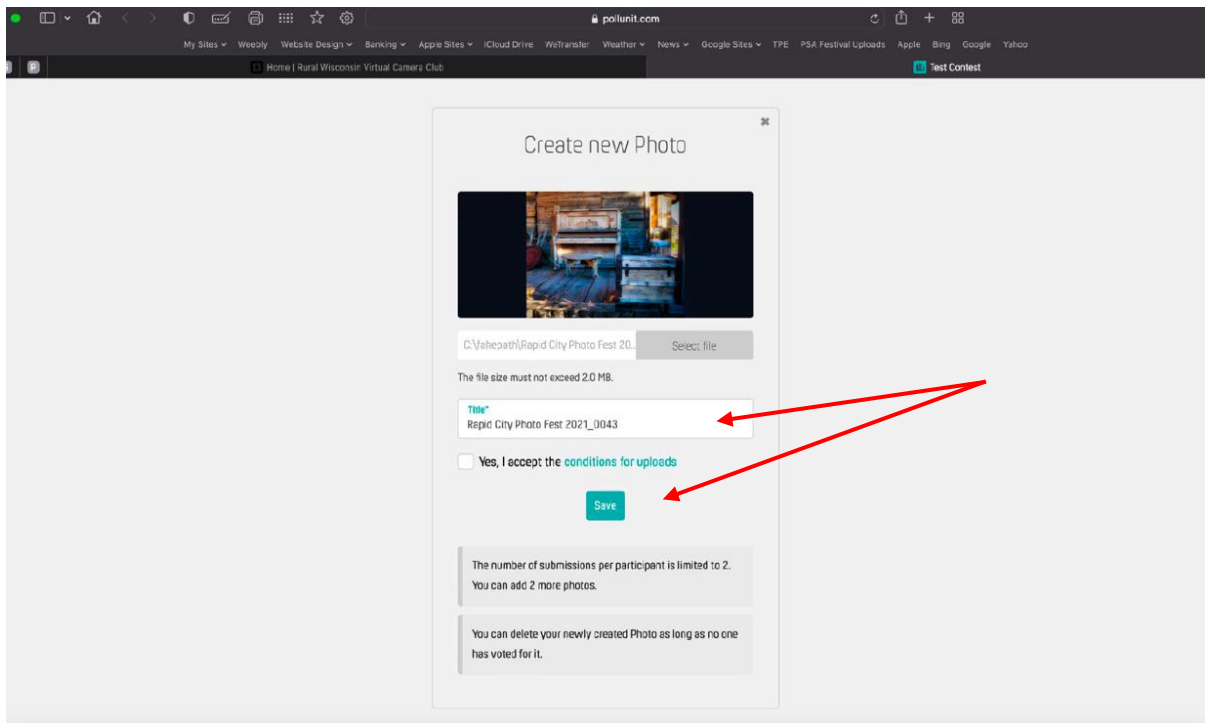 pollunit.com
My Sites Weebly Website Design Banking Apple Sites iCloud Drive WeTransfer Weather News Google Sites TPE PSA Festival Uploads Apple Bing Google Yahoo
P Home | Rural Wisconsin Virtual Camera Club Test Contest
Create new Photo
C:\fakepath\Rapid City Photo Fest 20... Select file
The file size must not exceed 2.0 MB.
Title*
Rapid City Photo Fest 2021_0043
Yes, I accept the conditions for uploads
Save
The number of submissions per participant is limited to 2.
You can add 2 more photos.
You can delete your newly created Photo as long as no one
has voted for it.